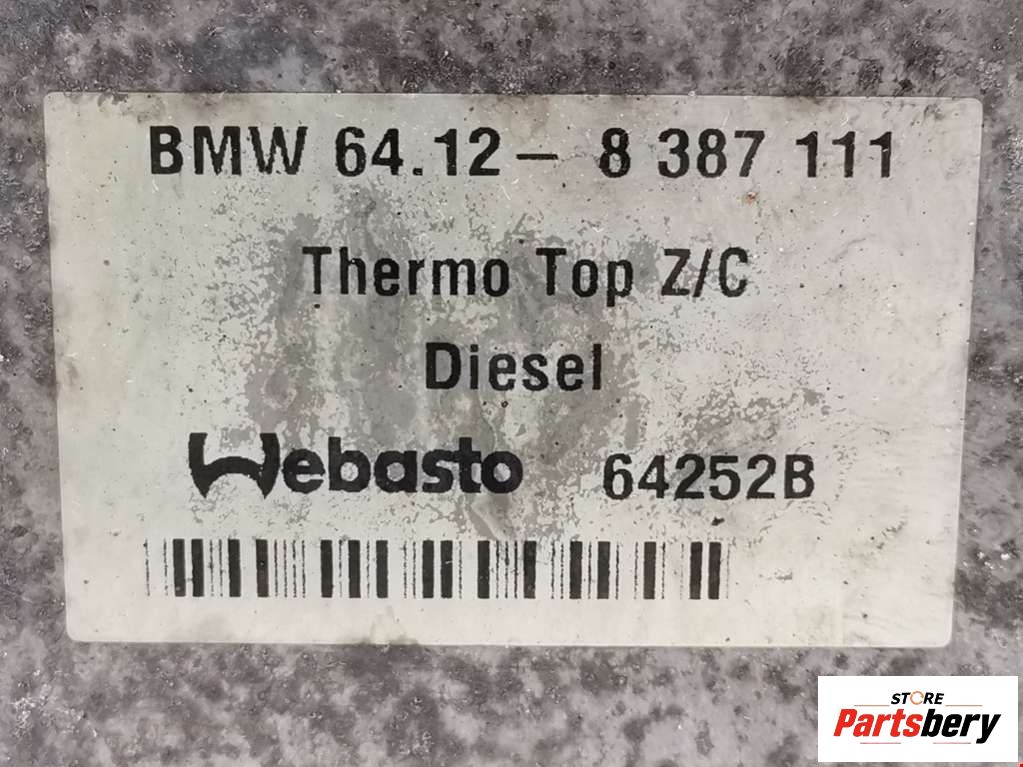 BMW 64.12 – 8 387 111
Thermo Top Z/C
Diesel
Webasto 64252B
STORE
Partsbery